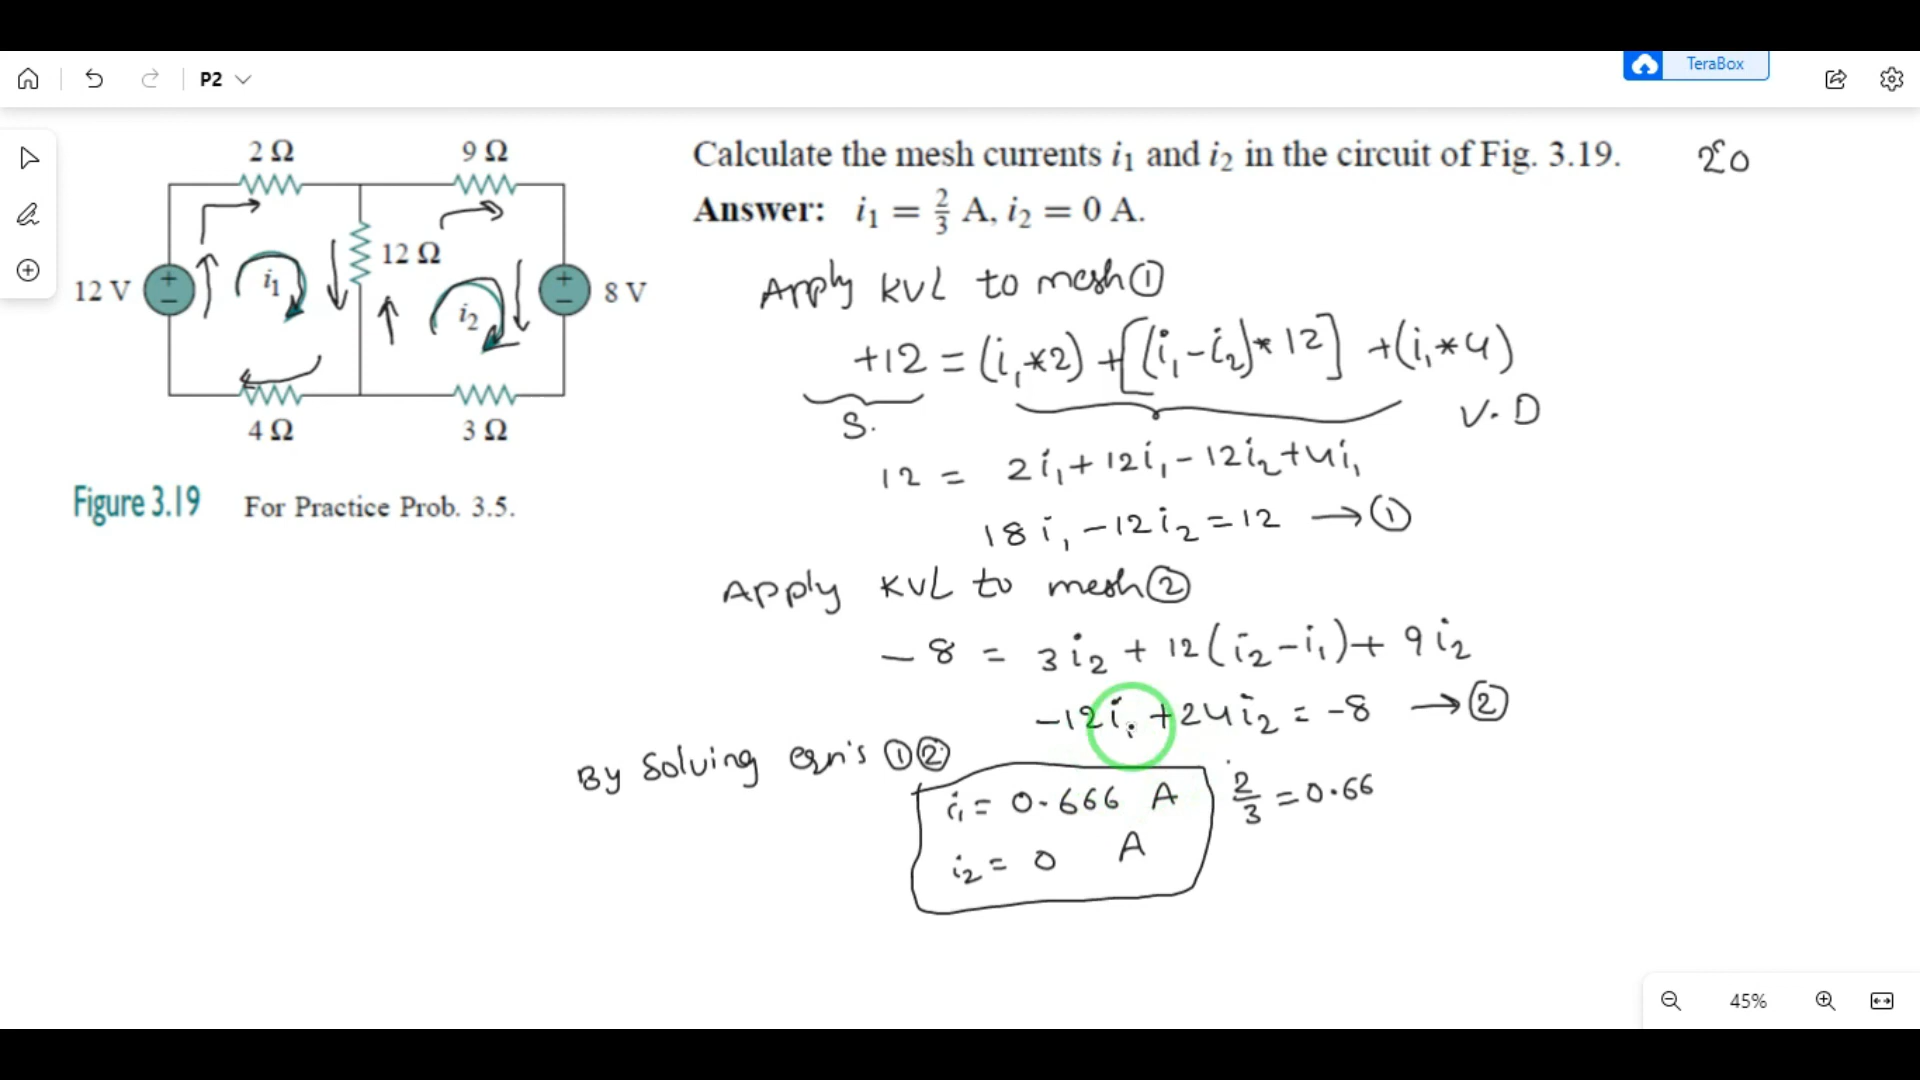 TeraBox
P2
2 Ω
9 Ω
12 Ω
12 V
+
−
i1
i2
+
−
8 V
4 Ω
3 Ω
Figure 3.19 For Practice Prob. 3.5.
Calculate the mesh currents i1 and i2 in the circuit of Fig. 3.19.
Answer: i1 = 2/3 A, i2 = 0 A.
Apply KVL to mesh①
+12 = (i1*2) + [(i1-i2)*12] + (i1*4)
S.
V.D
12 = 2i1+12i1-12i2+4i1
18i1-12i2=12 → ①
Apply KVL to mesh②
-8 = 3i2 + 12(i2-i1)+ 9i2
-12i1+24i2 = -8 → ②
By solving eqn's ①②
i1= 0.666 A
2/3 = 0.66
i2= 0 A
45%